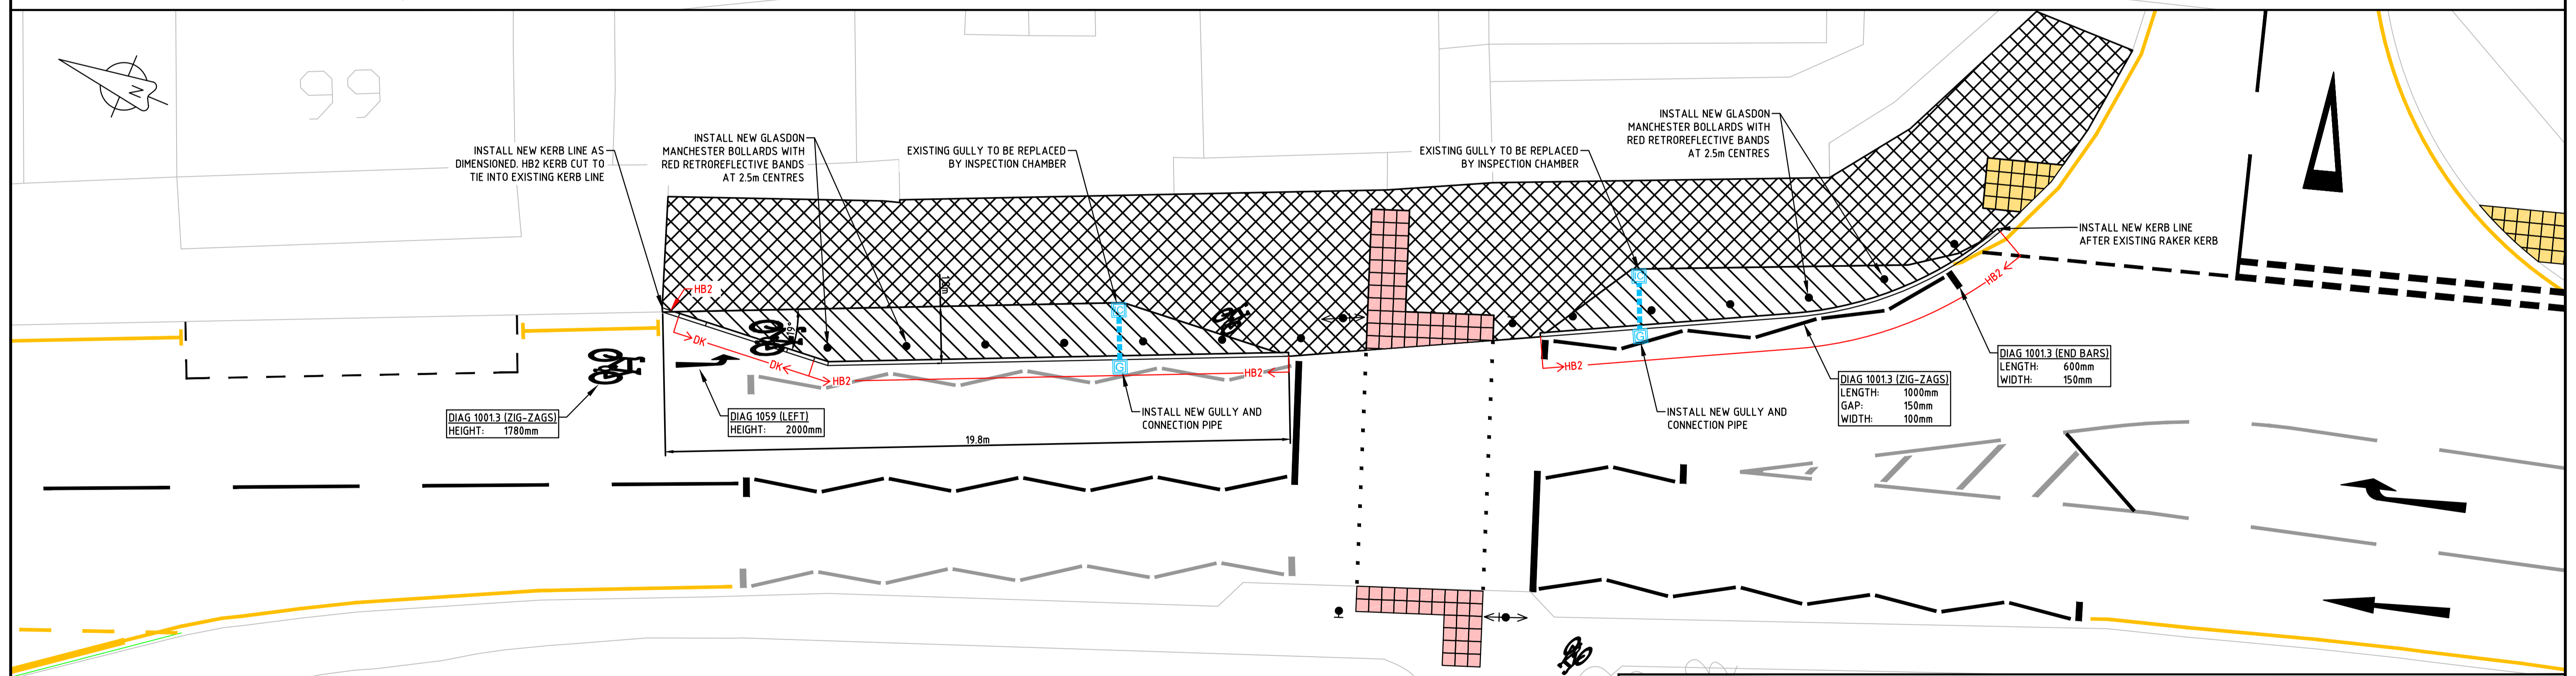 99
N
INSTALL NEW KERB LINE AS
DIMENSIONED. HB2 KERB CUT TO
TIE INTO EXISTING KERB LINE
INSTALL NEW GLASDON
MANCHESTER BOLLARDS WITH
RED RETROREFLECTIVE BANDS
AT 2.5m CENTRES
EXISTING GULLY TO BE REPLACED
BY INSPECTION CHAMBER
EXISTING GULLY TO BE REPLACED
BY INSPECTION CHAMBER
INSTALL NEW GLASDON
MANCHESTER BOLLARDS WITH
RED RETROREFLECTIVE BANDS
AT 2.5m CENTRES
INSTALL NEW KERB LINE
AFTER EXISTING RAKER KERB
HB2
DK
DK
HB2
HB2
HB2
HB2
19°
IC
G
IC
G
DIAG 1001.3 (ZIG-ZAGS)
HEIGHT: 1780mm
DIAG 1059 (LEFT)
HEIGHT: 2000mm
19.8m
INSTALL NEW GULLY AND
CONNECTION PIPE
INSTALL NEW GULLY AND
CONNECTION PIPE
DIAG 1001.3 (ZIG-ZAGS)
LENGTH: 1000mm
GAP: 150mm
WIDTH: 100mm
DIAG 1001.3 (END BARS)
LENGTH: 600mm
WIDTH: 150mm